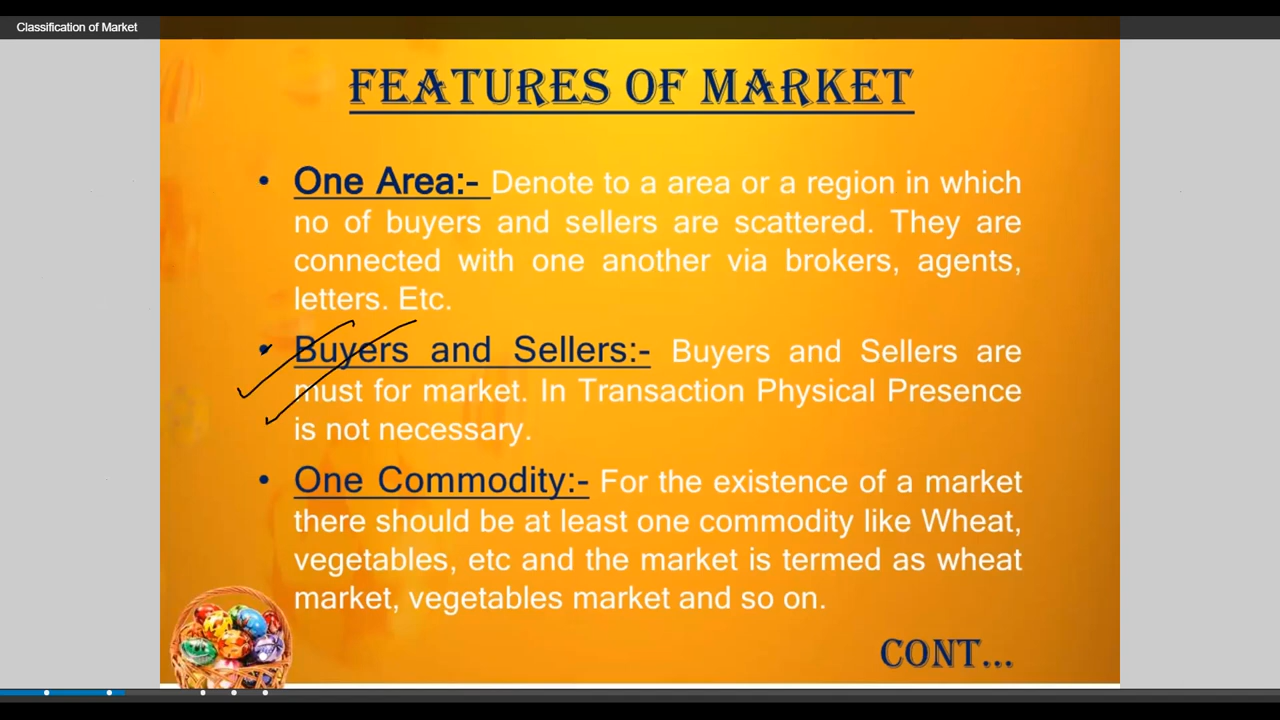 Classification of Market
FEATURES OF MARKET
• One Area:- Denote to a area or a region in which
no of buyers and sellers are scattered. They are
connected with one another via brokers, agents,
letters. Etc.
• Buyers and Sellers:- Buyers and Sellers are
must for market. In Transaction Physical Presence
is not necessary.
• One Commodity:- For the existence of a market
there should be at least one commodity like Wheat,
vegetables, etc and the market is termed as wheat
market, vegetables market and so on.
CONT...